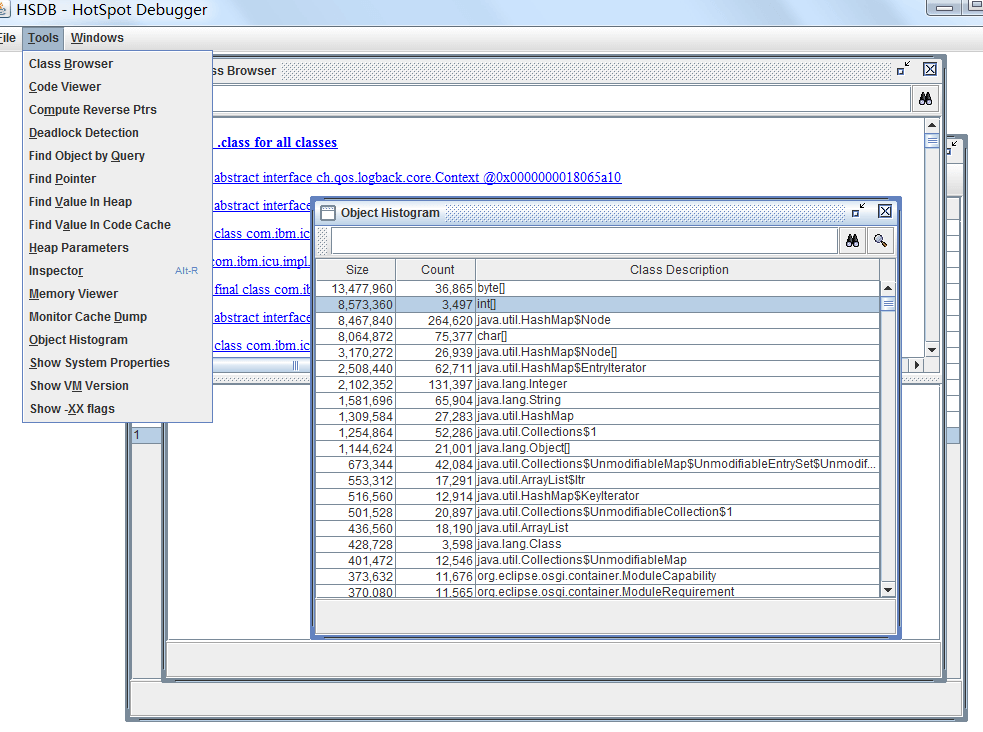 HSDB - HotSpot Debugger
File Tools Windows
Class Browser
Code Viewer
Compute Reverse Ptrs
Deadlock Detection
Find Object by Query
Find Pointer
Find Value In Heap
Find Value In Code Cache
Heap Parameters
Inspector Alt-R
Memory Viewer
Monitor Cache Dump
Object Histogram
Show System Properties
Show VM Version
Show -XX flags
1
ss Browser
.class for all classes
abstract interface ch.qos.logback.core.Context @0x0000000018065a10
abstract interface
class com.ibm.ic
com.ibm.icu.impl.
final class com.ib
abstract interface
class com.ibm.ic
Object Histogram
Size Count Class Description
13,477,960 36,865 byte[]
8,573,360 3,497 int[]
8,467,840 264,620 java.util.HashMap$Node
8,064,872 75,377 char[]
3,170,272 26,939 java.util.HashMap$Node[]
2,508,440 62,711 java.util.HashMap$EntryIterator
2,102,352 131,397 java.lang.Integer
1,581,696 65,904 java.lang.String
1,309,584 27,283 java.util.HashMap
1,254,864 52,286 java.util.Collections$1
1,144,624 21,001 java.lang.Object[]
673,344 42,084 java.util.Collections$UnmodifiableMap$UnmodifiableEntrySet$Unmodif...
553,312 17,291 java.util.ArrayList$Itr
516,560 12,914 java.util.HashMap$KeyIterator
501,528 20,897 java.util.Collections$UnmodifiableCollection$1
436,560 18,190 java.util.ArrayList
428,728 3,598 java.lang.Class
401,472 12,546 java.util.Collections$UnmodifiableMap
373,632 11,676 org.eclipse.osgi.container.ModuleCapability
370,080 11,565 org.eclipse.osgi.container.ModuleRequirement